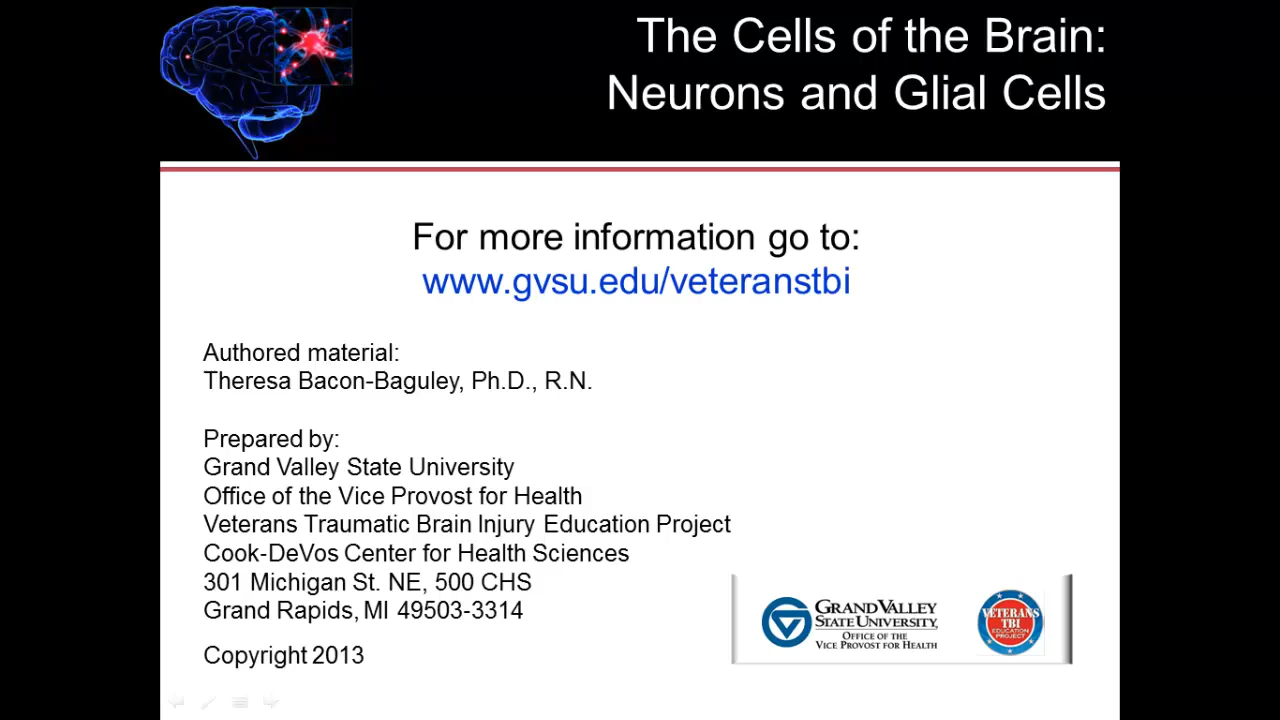 The Cells of the Brain:
Neurons and Glial Cells
For more information go to:
www.gvsu.edu/veteranstbi
Authored material:
Theresa Bacon-Baguley, Ph.D., R.N.
Prepared by:
Grand Valley State University
Office of the Vice Provost for Health
Veterans Traumatic Brain Injury Education Project
Cook-DeVos Center for Health Sciences
301 Michigan St. NE, 500 CHS
Grand Rapids, MI 49503-3314
Copyright 2013
GRAND VALLEY
STATE UNIVERSITY,
OFFICE OF THE
VICE PROVOST FOR HEALTH
VETERANS
TBI
EDUCATION
PROJECT